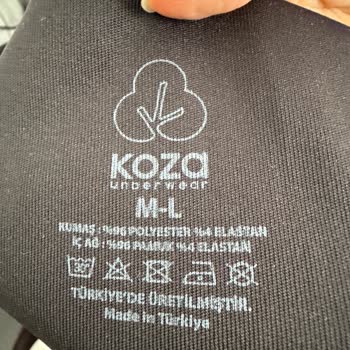 Koza
underwear
M-L
KUMAŞ : %96 POLYESTER %4 ELASTAN
İÇ AĞ : %96 PAMUK %4 ELASTAN
30°
TÜRKİYE'DE ÜRETİLMİŞTİR.
Made in Türkiye